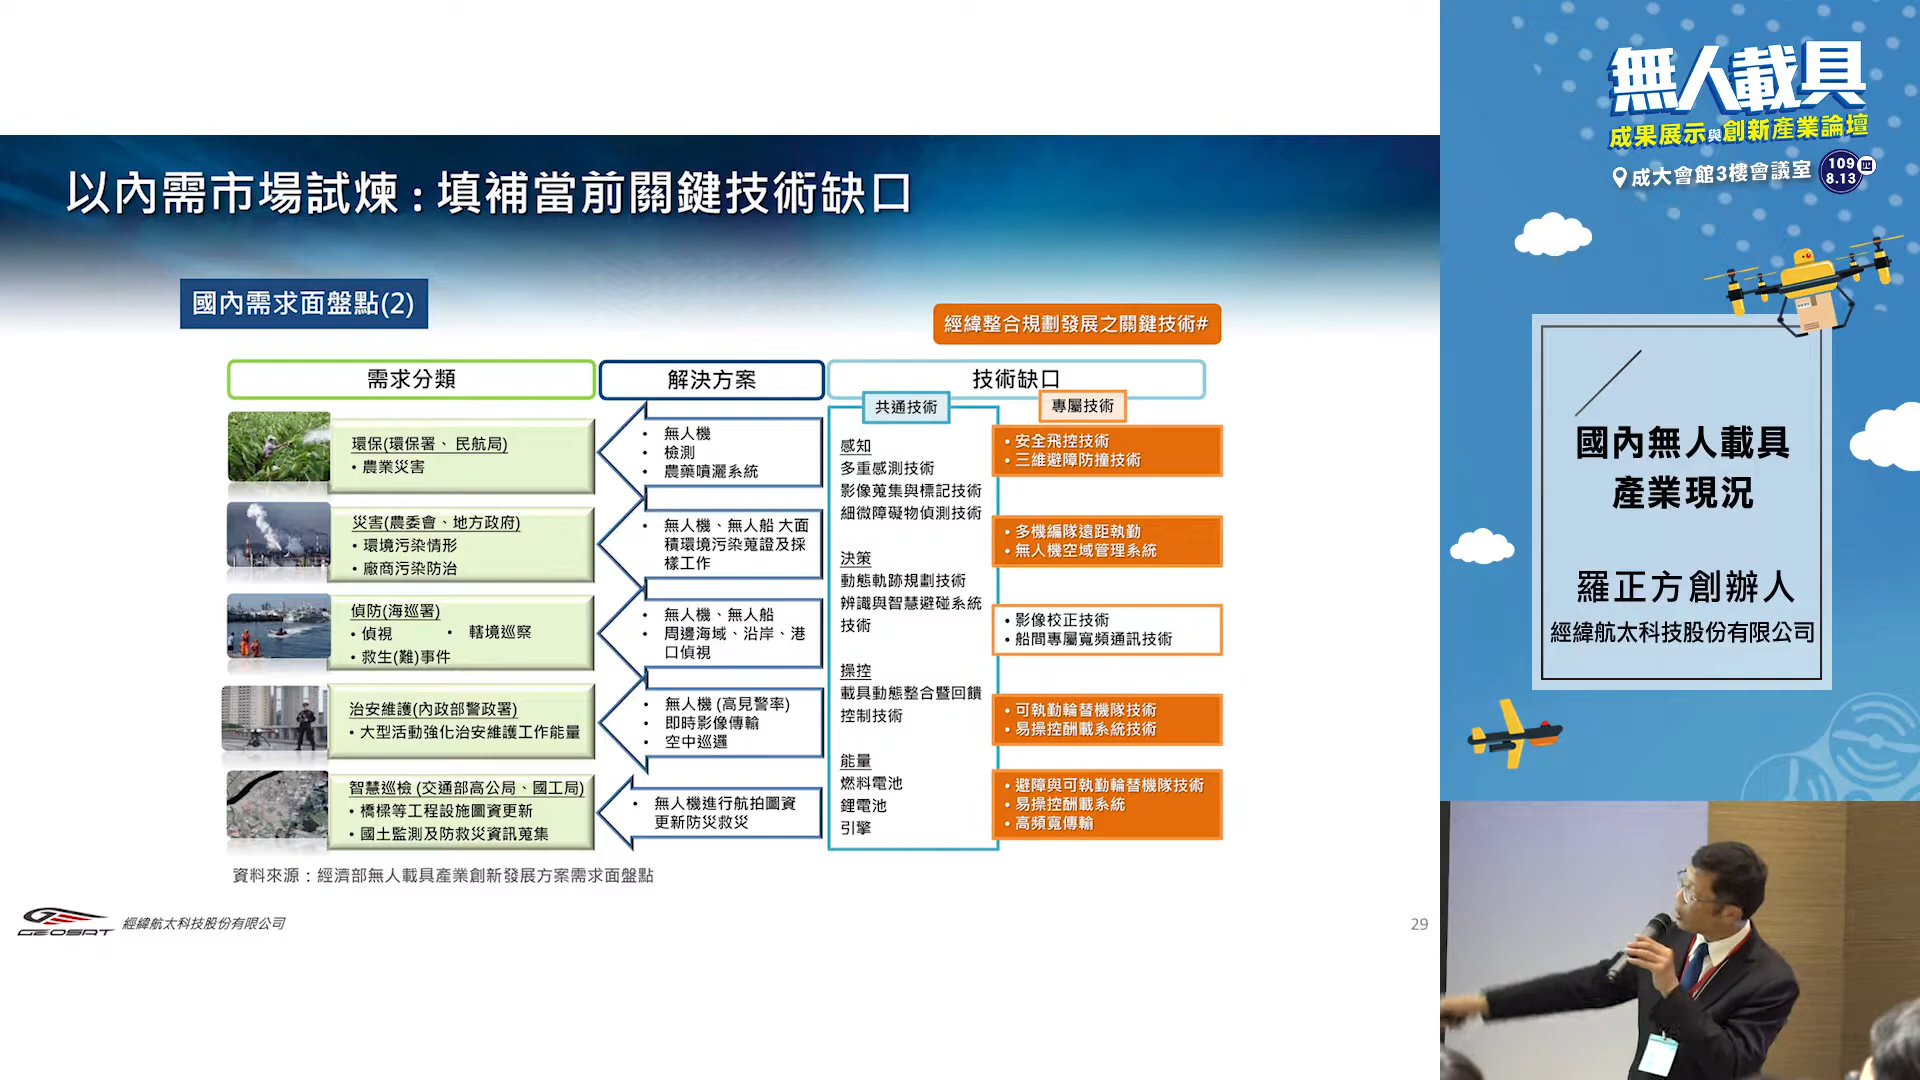 以內需市場試煉 : 填補當前關鍵技術缺口
國內需求面盤點(2)
經緯整合規劃發展之關鍵技術#
需求分類
解決方案
技術缺口
共通技術
專屬技術
環保(環保署、 民航局)
• 農業災害
• 無人機
• 檢測
• 農藥噴灑系統
災害(農委會、地方政府)
• 環境污染情形
• 廠商污染防治
• 無人機、無人船 大面
積環境污染蒐證及採
樣工作
偵防(海巡署)
• 偵視 • 轄境巡察
• 救生(難)事件
• 無人機、無人船
• 周邊海域、沿岸、港
口偵視
治安維護(內政部警政署)
• 大型活動強化治安維護工作能量
• 無人機 (高見警率)
• 即時影像傳輸
• 空中巡邏
智慧巡檢 (交通部高公局、國工局)
• 橋樑等工程設施圖資更新
• 國土監測及防救災資訊蒐集
• 無人機進行航拍圖資
更新防災救災
感知
多重感測技術
影像蒐集與標記技術
細微障礙物偵測技術
決策
動態軌跡規劃技術
辨識與智慧避碰系統
技術
操控
載具動態整合暨回饋
控制技術
能量
燃料電池
鋰電池
引擎
• 安全飛控技術
• 三維避障防撞技術
• 多機編隊遠距執勤
• 無人機空域管理系統
• 影像校正技術
• 船間專屬寬頻通訊技術
• 可執勤輪替機隊技術
• 易操控酬載系統技術
• 避障與可執勤輪替機隊技術
• 易操控酬載系統
• 高頻寬傳輸
資料來源：經濟部無人載具產業創新發展方案需求面盤點
GEOSAT 經緯航太科技股份有限公司
29
無人載具
成果展示與創新產業論壇
成大會館3樓會議室 109 四
8.13
國內無人載具
產業現況
羅正方創辦人
經緯航太科技股份有限公司